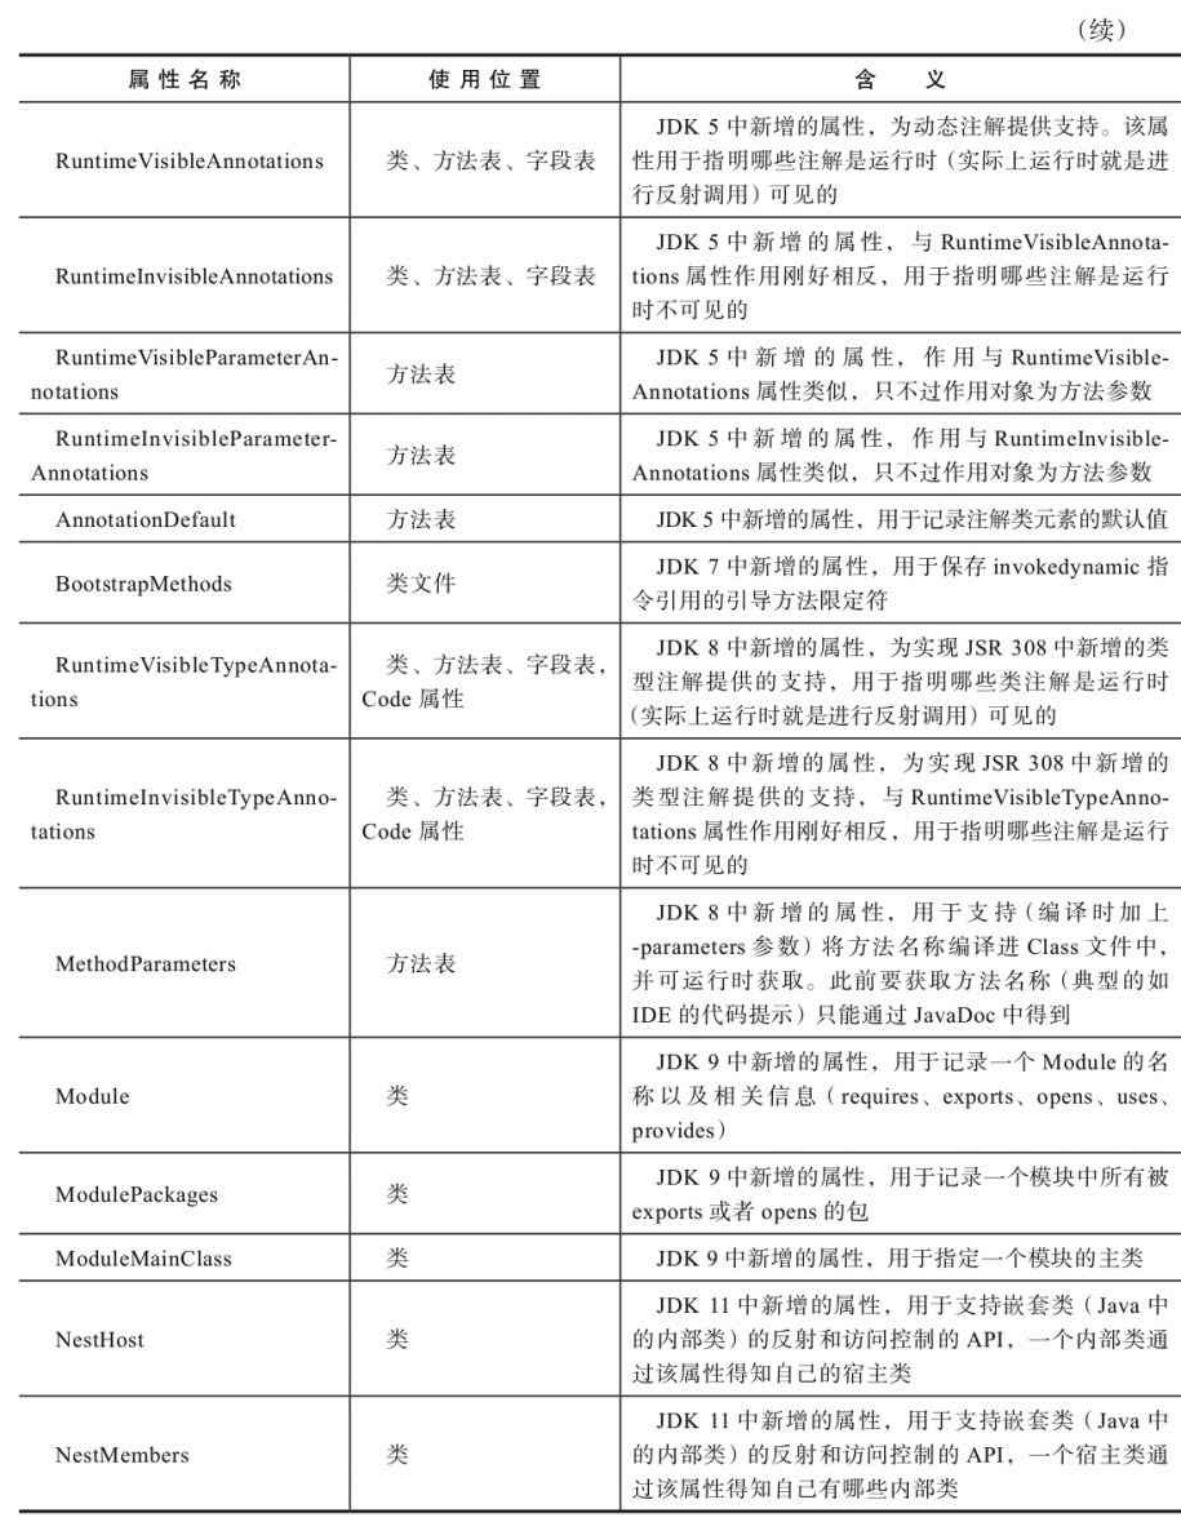 （续）
属性名称 使用位置 含 义
RuntimeVisibleAnnotations 类、方法表、字段表
JDK 5 中新增的属性，为动态注解提供支持。该属
性用于指明哪些注解是运行时（实际上运行时就是进
行反射调用）可见的
RuntimeInvisibleAnnotations 类、方法表、字段表
JDK 5 中新增的属性，与 RuntimeVisibleAnnota-
tions 属性作用刚好相反，用于指明哪些注解是运行
时不可见的
RuntimeVisibleParameterAn-
notations
方法表
JDK 5 中新增的属性，作用与 RuntimeVisible-
Annotations 属性类似，只不过作用对象为方法参数
RuntimeInvisibleParameter-
Annotations
方法表
JDK 5 中新增的属性，作用与 RuntimeInvisible-
Annotations 属性类似，只不过作用对象为方法参数
AnnotationDefault 方法表 JDK 5 中新增的属性，用于记录注解类元素的默认值
BootstrapMethods 类文件
JDK 7 中新增的属性，用于保存 invokedynamic 指
令引用的引导方法限定符
RuntimeVisibleTypeAnnota-
tions
类、方法表、字段表，
Code 属性
JDK 8 中新增的属性，为实现 JSR 308 中新增的类
型注解提供的支持，用于指明哪些类注解是运行时
（实际上运行时就是进行反射调用）可见的
RuntimeInvisibleTypeAnno-
tations
类、方法表、字段表，
Code 属性
JDK 8 中新增的属性，为实现 JSR 308 中新增的
类型注解提供的支持，与 RuntimeVisibleTypeAnno-
tations 属性作用刚好相反，用于指明哪些注解是运行
时不可见的
MethodParameters 方法表
JDK 8 中新增的属性，用于支持（编译时加上
-parameters 参数）将方法名称编译进 Class 文件中，
并可运行时获取。此前要获取方法名称（典型的如
IDE 的代码提示）只能通过 JavaDoc 中得到
Module 类
JDK 9 中新增的属性，用于记录一个 Module 的名
称以及相关信息（requires、exports、opens、uses、
provides）
ModulePackages 类
JDK 9 中新增的属性，用于记录一个模块中所有被
exports 或者 opens 的包
ModuleMainClass 类 JDK 9 中新增的属性，用于指定一个模块的主类
NestHost 类
JDK 11 中新增的属性，用于支持嵌套类（Java 中
的内部类）的反射和访问控制的 API，一个内部类通
过该属性得知自己的宿主类
NestMembers 类
JDK 11 中新增的属性，用于支持嵌套类（Java 中
的内部类）的反射和访问控制的 API，一个宿主类通
过该属性得知自己有哪些内部类